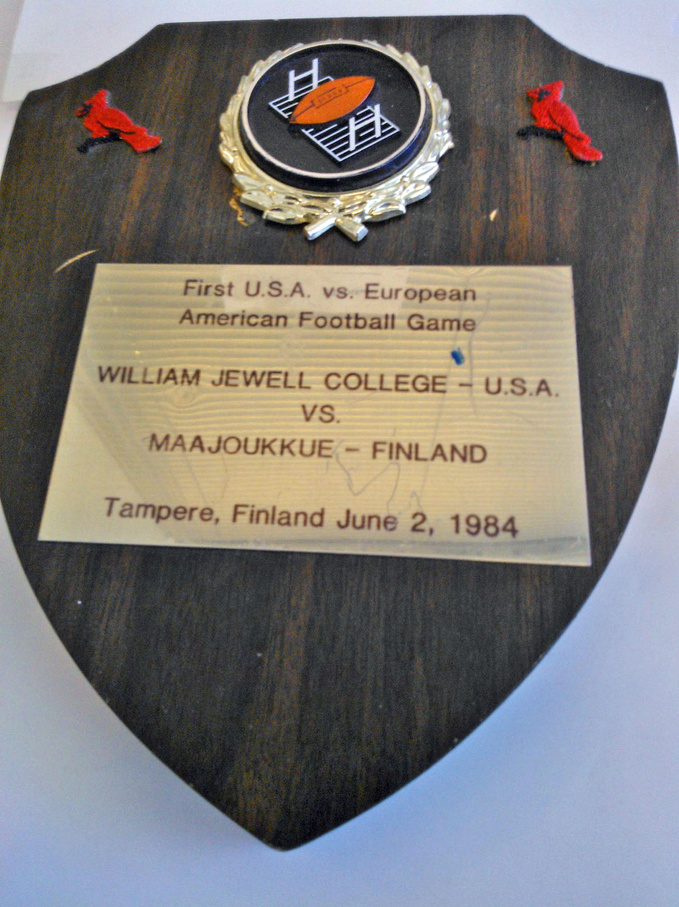 First U.S.A. vs. European
American Football Game
WILLIAM JEWELL COLLEGE – U.S.A.
VS.
MAAJOUKKUE – FINLAND
Tampere, Finland June 2, 1984